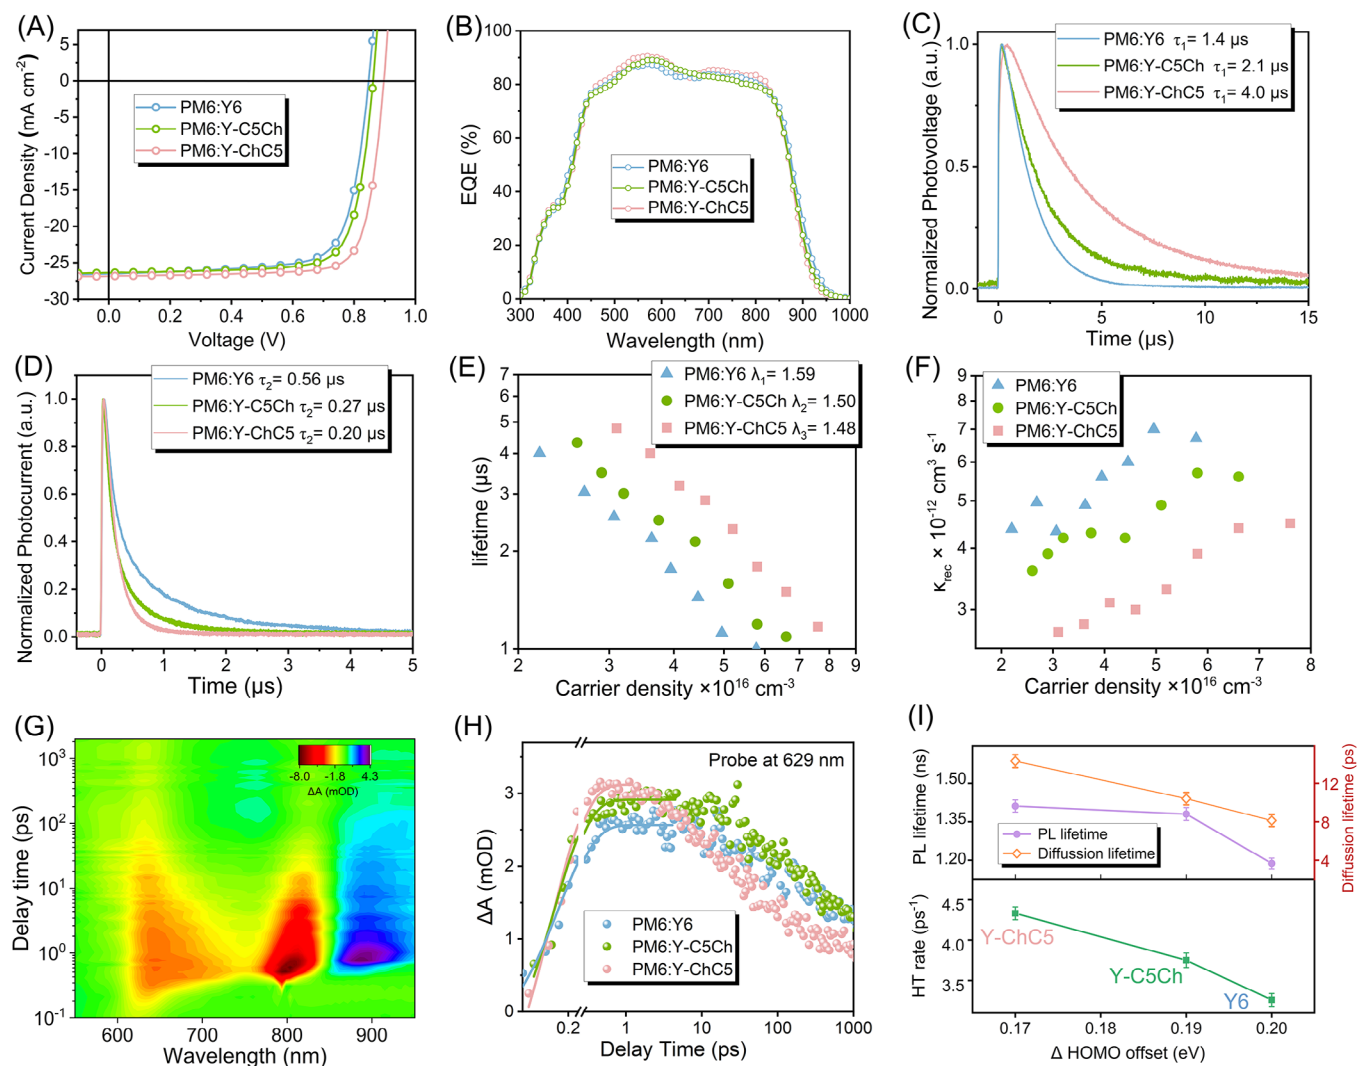 (A)
5
0
-5
-10
-15
-20
-25
-30
Current Density (mA cm⁻²)
PM6:Y6
PM6:Y-C5Ch
PM6:Y-ChC5
0.0 0.2 0.4 0.6 0.8 1.0
Voltage (V)
(B)
100
80
60
40
20
0
EQE (%)
PM6:Y6
PM6:Y-C5Ch
PM6:Y-ChC5
300 400 500 600 700 800 900 1000
Wavelength (nm)
(C)
1.0
0.5
0.0
Normalized Photovoltage (a.u.)
PM6:Y6 τ₁= 1.4 µs
PM6:Y-C5Ch τ₁= 2.1 µs
PM6:Y-ChC5 τ₁= 4.0 µs
0 5 10 15
Time (µs)
(D)
1.0
0.8
0.6
0.4
0.2
0.0
Normalized Photocurrent (a.u.)
PM6:Y6 τ₂= 0.56 µs
PM6:Y-C5Ch τ₂= 0.27 µs
PM6:Y-ChC5 τ₂= 0.20 µs
0 1 2 3 4 5
Time (µs)
(E)
7
6
5
4
3
2
1
lifetime (µs)
PM6:Y6 λ₁= 1.59
PM6:Y-C5Ch λ₂= 1.50
PM6:Y-ChC5 λ₃= 1.48
2 3 4 5 6 7 8 9
Carrier density ×10¹⁶ cm⁻³
(F)
9
8
7
6
5
4
3
κrec × 10⁻¹² cm³ s⁻¹
PM6:Y6
PM6:Y-C5Ch
PM6:Y-ChC5
2 3 4 5 6 7 8
Carrier density ×10¹⁶ cm⁻³
(G)
10³
10²
10¹
10⁰
10⁻¹
Delay time (ps)
-8.0 -1.8 4.3
ΔA (mOD)
600 700 800 900
Wavelength (nm)
(H)
Probe at 629 nm
3
2
1
0
ΔA (mOD)
PM6:Y6
PM6:Y-C5Ch
PM6:Y-ChC5
0.2 1 10 100 1000
Delay Time (ps)
(I)
1.50
1.35
1.20
PL lifetime (ns)
12
8
4
Diffusion lifetime (ps)
PL lifetime
Diffussion lifetime
4.5
4.0
3.5
HT rate (ps⁻¹)
Y-ChC5
Y-C5Ch
Y6
0.17 0.18 0.19 0.20
Δ HOMO offset (eV)